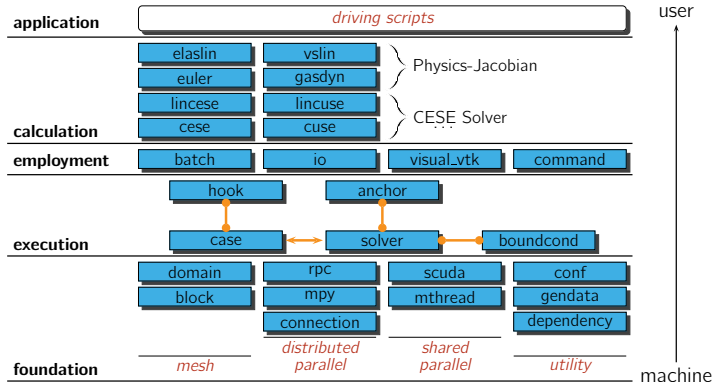 application
driving scripts
user
elaslin
vslin
euler
gasdyn
Physics-Jacobian
lincese
lincuse
cese
cuse
CESE Solver
...
calculation
employment
batch
io
visual_vtk
command
hook
anchor
execution
case
solver
boundcond
domain
rpc
scuda
conf
block
mpy
mthread
gendata
connection
dependency
foundation
mesh
distributed
parallel
shared
parallel
utility
machine